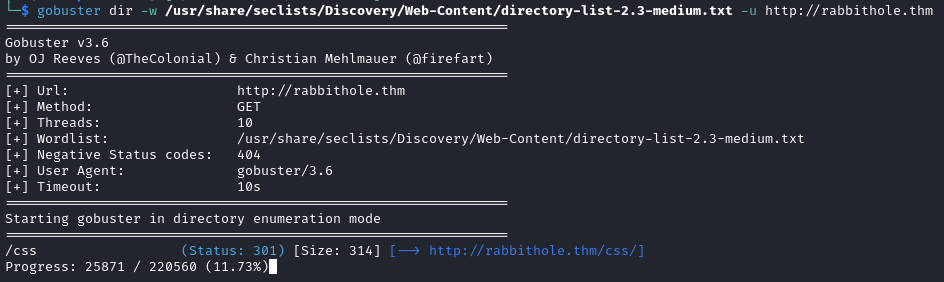 └─$ gobuster dir -w /usr/share/seclists/Discovery/Web-Content/directory-list-2.3-medium.txt -u http://rabbithole.thm
===============================================================
Gobuster v3.6
by OJ Reeves (@TheColonial) & Christian Mehlmauer (@firefart)
===============================================================
[+] Url:                     http://rabbithole.thm
[+] Method:                  GET
[+] Threads:                 10
[+] Wordlist:                /usr/share/seclists/Discovery/Web-Content/directory-list-2.3-medium.txt
[+] Negative Status codes:   404
[+] User Agent:              gobuster/3.6
[+] Timeout:                 10s
===============================================================
Starting gobuster in directory enumeration mode
===============================================================
/css                  (Status: 301) [Size: 314] [--> http://rabbithole.thm/css/]
Progress: 25871 / 220560 (11.73%)